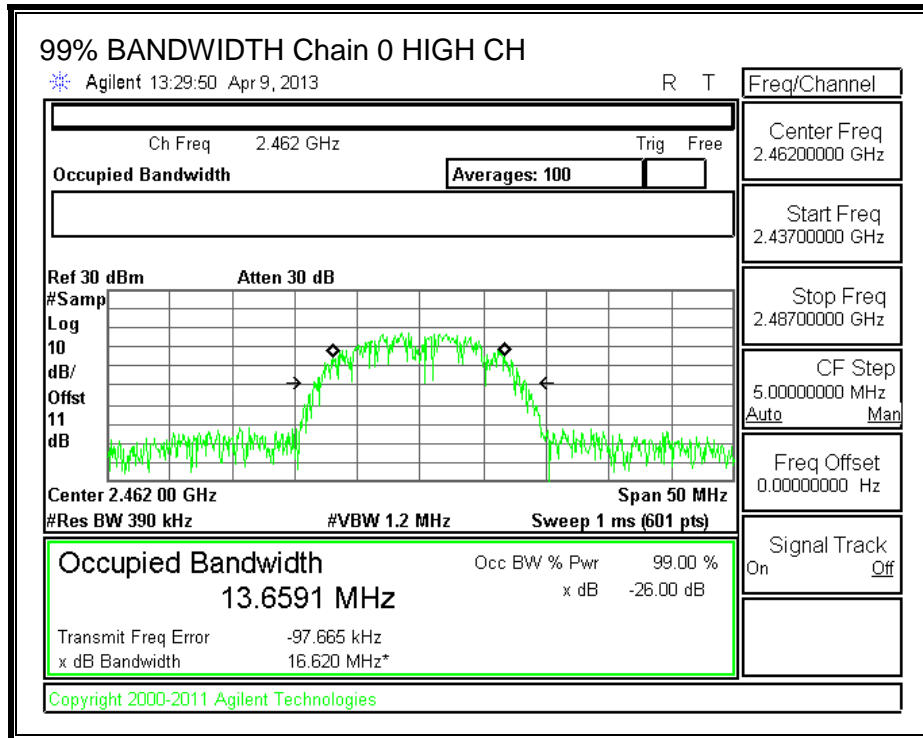 99% BANDWIDTH Chain 0 HIGH CH
Agilent 13:29:50 Apr 9, 2013 R T
Freq/Channel
Ch Freq 2.462 GHz Trig Free
Occupied Bandwidth Averages: 100
Center Freq
2.46200000 GHz
Start Freq
2.43700000 GHz
Stop Freq
2.48700000 GHz
CF Step
5.00000000 MHz
Auto Man
Freq Offset
0.00000000 Hz
Signal Track
On Off
Ref 30 dBm Atten 30 dB
#Samp
Log
10
dB/
Offst
11
dB
Center 2.462 00 GHz Span 50 MHz
#Res BW 390 kHz #VBW 1.2 MHz Sweep 1 ms (601 pts)
Occupied Bandwidth Occ BW % Pwr 99.00 %
13.6591 MHz x dB -26.00 dB
Transmit Freq Error -97.665 kHz
x dB Bandwidth 16.620 MHz*
Copyright 2000-2011 Agilent Technologies